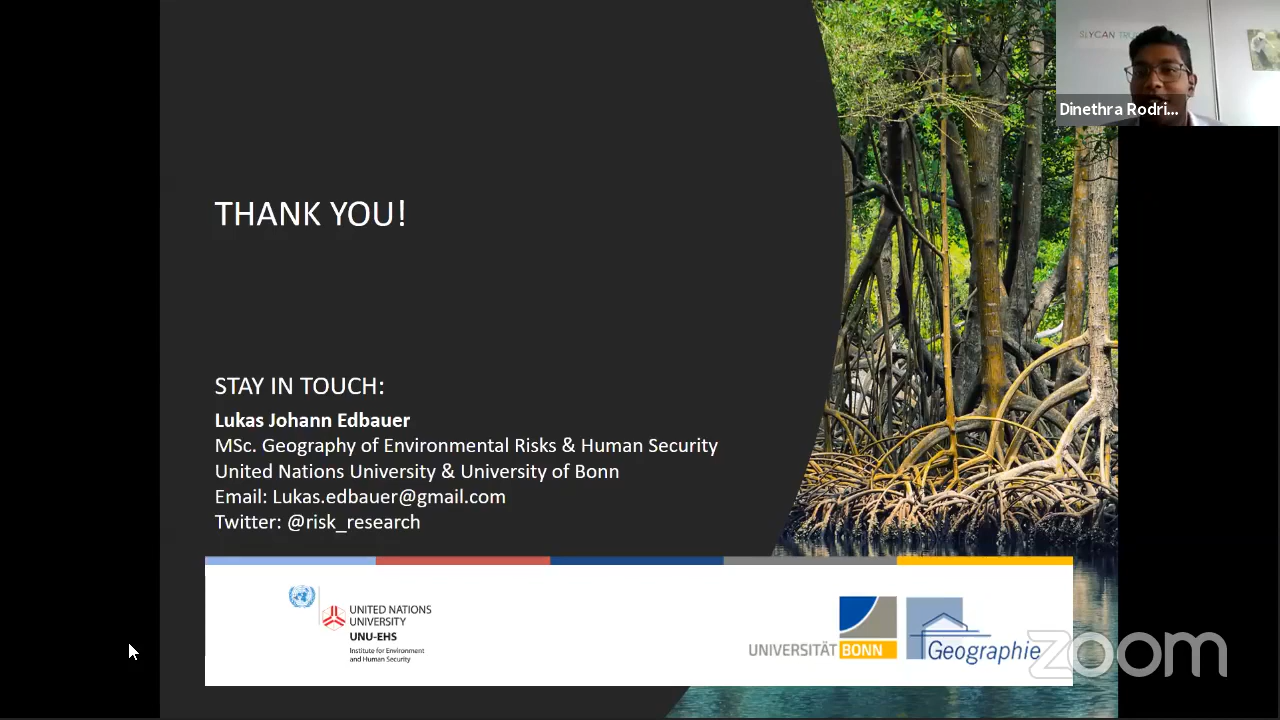 SLYCAN TRUST
Dinethra Rodri...
THANK YOU!
STAY IN TOUCH:
Lukas Johann Edbauer
MSc. Geography of Environmental Risks & Human Security
United Nations University & University of Bonn
Email: Lukas.edbauer@gmail.com
Twitter: @risk_research
UNITED NATIONS
UNIVERSITY
UNU-EHS
Institute for Environment
and Human Security
UNIVERSITÄT BONN
Geographie
zoom